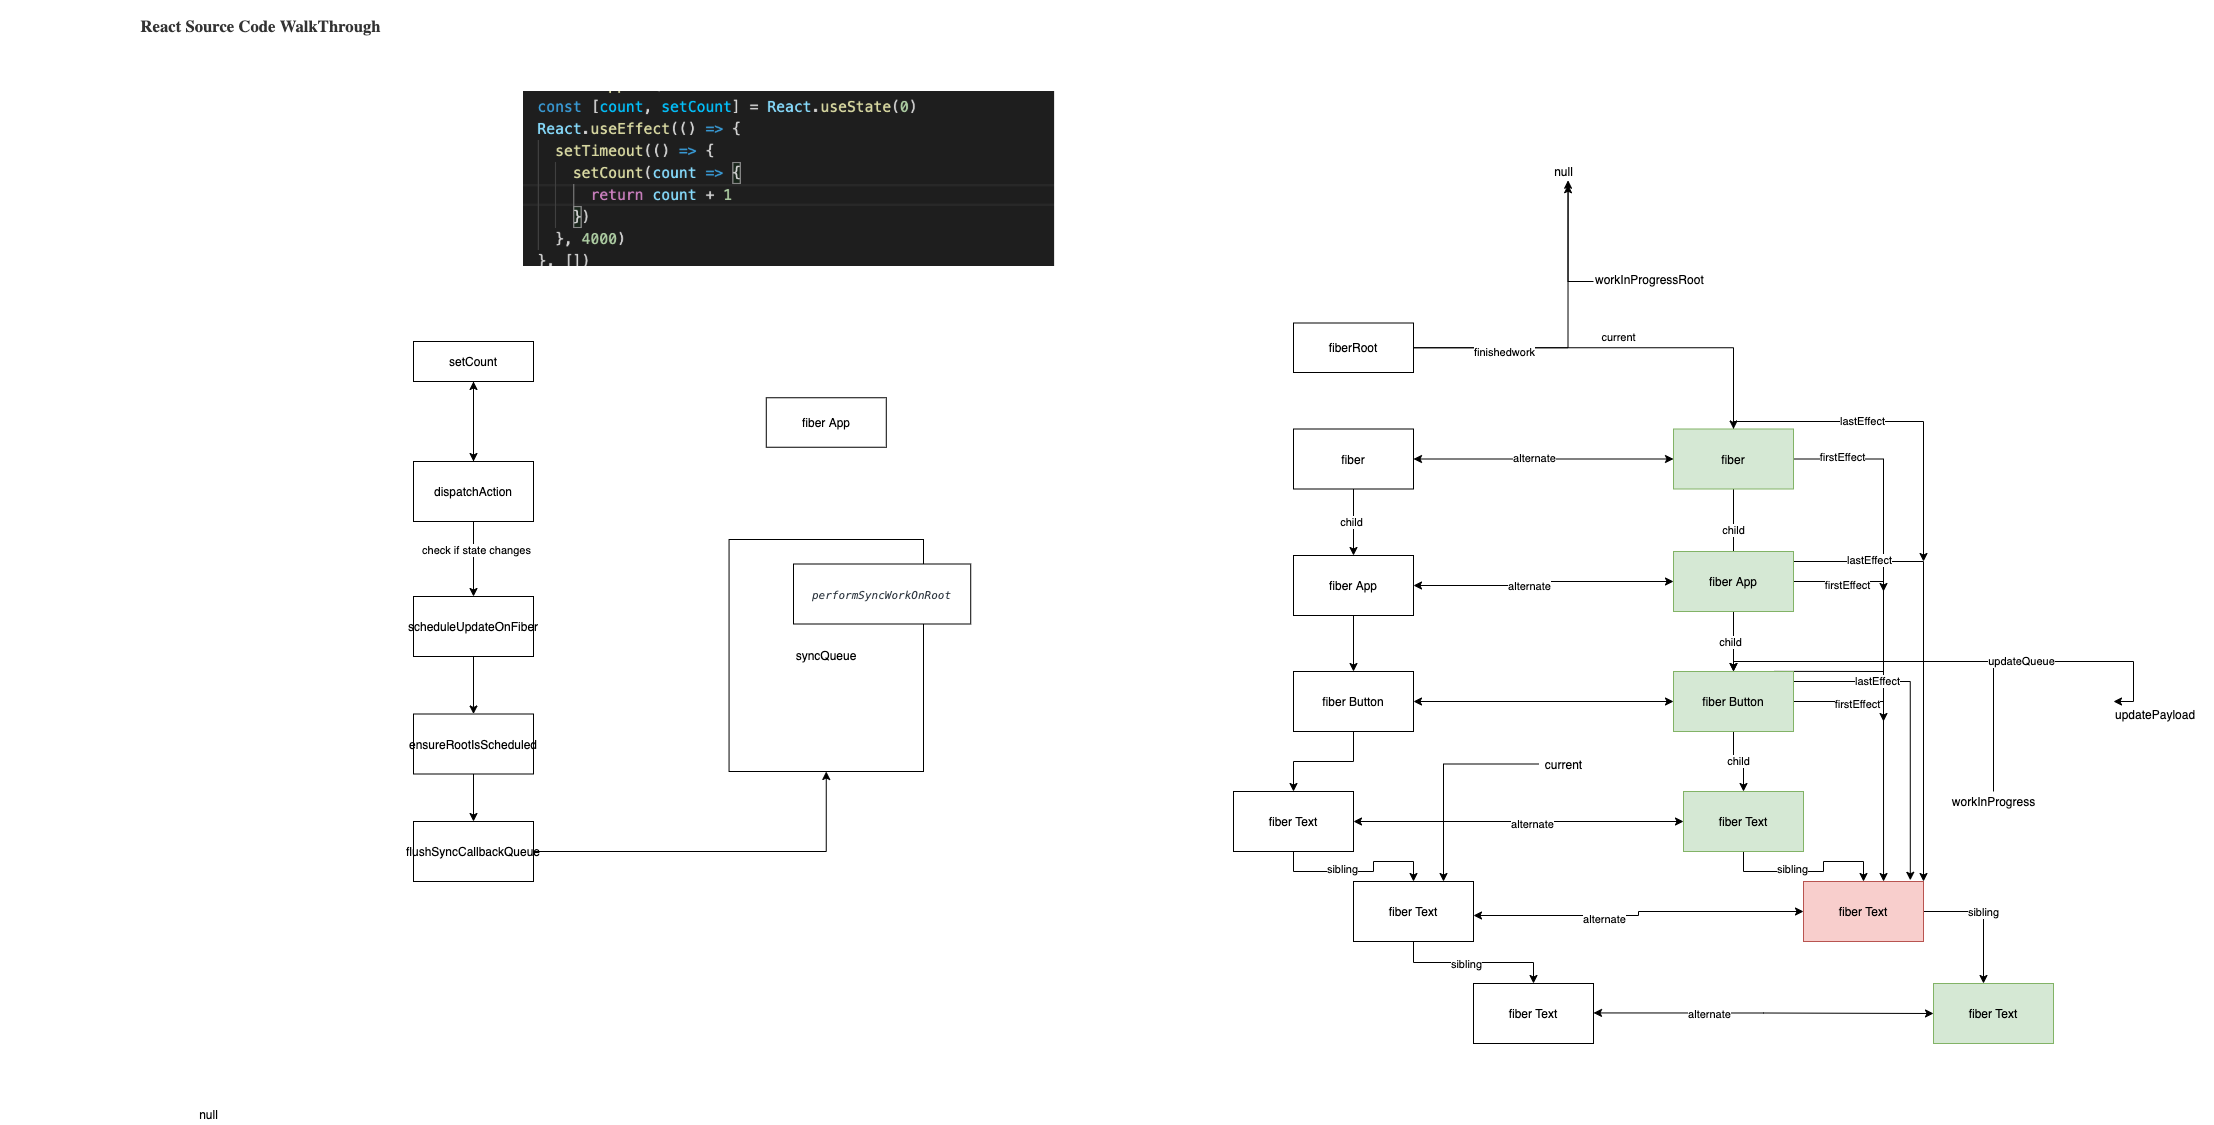 React Source Code WalkThrough
const [count, setCount] = React.useState(0)
React.useEffect(() => {
setTimeout(() => {
setCount(count => {
return count + 1
})
}, 4000)
}, [])
null
workInProgressRoot
fiberRoot
finishedwork
current
setCount
fiber App
dispatchAction
check if state changes
scheduleUpdateOnFiber
ensureRootIsScheduled
flushSyncCallbackQueue
performSyncWorkOnRoot
syncQueue
lastEffect
fiber
alternate
fiber
firstEffect
child
child
fiber App
alternate
fiber App
lastEffect
firstEffect
child
updateQueue
fiber Button
fiber Button
lastEffect
firstEffect
updatePayload
child
current
workInProgress
fiber Text
alternate
fiber Text
sibling
sibling
fiber Text
alternate
fiber Text
sibling
sibling
fiber Text
alternate
fiber Text
null